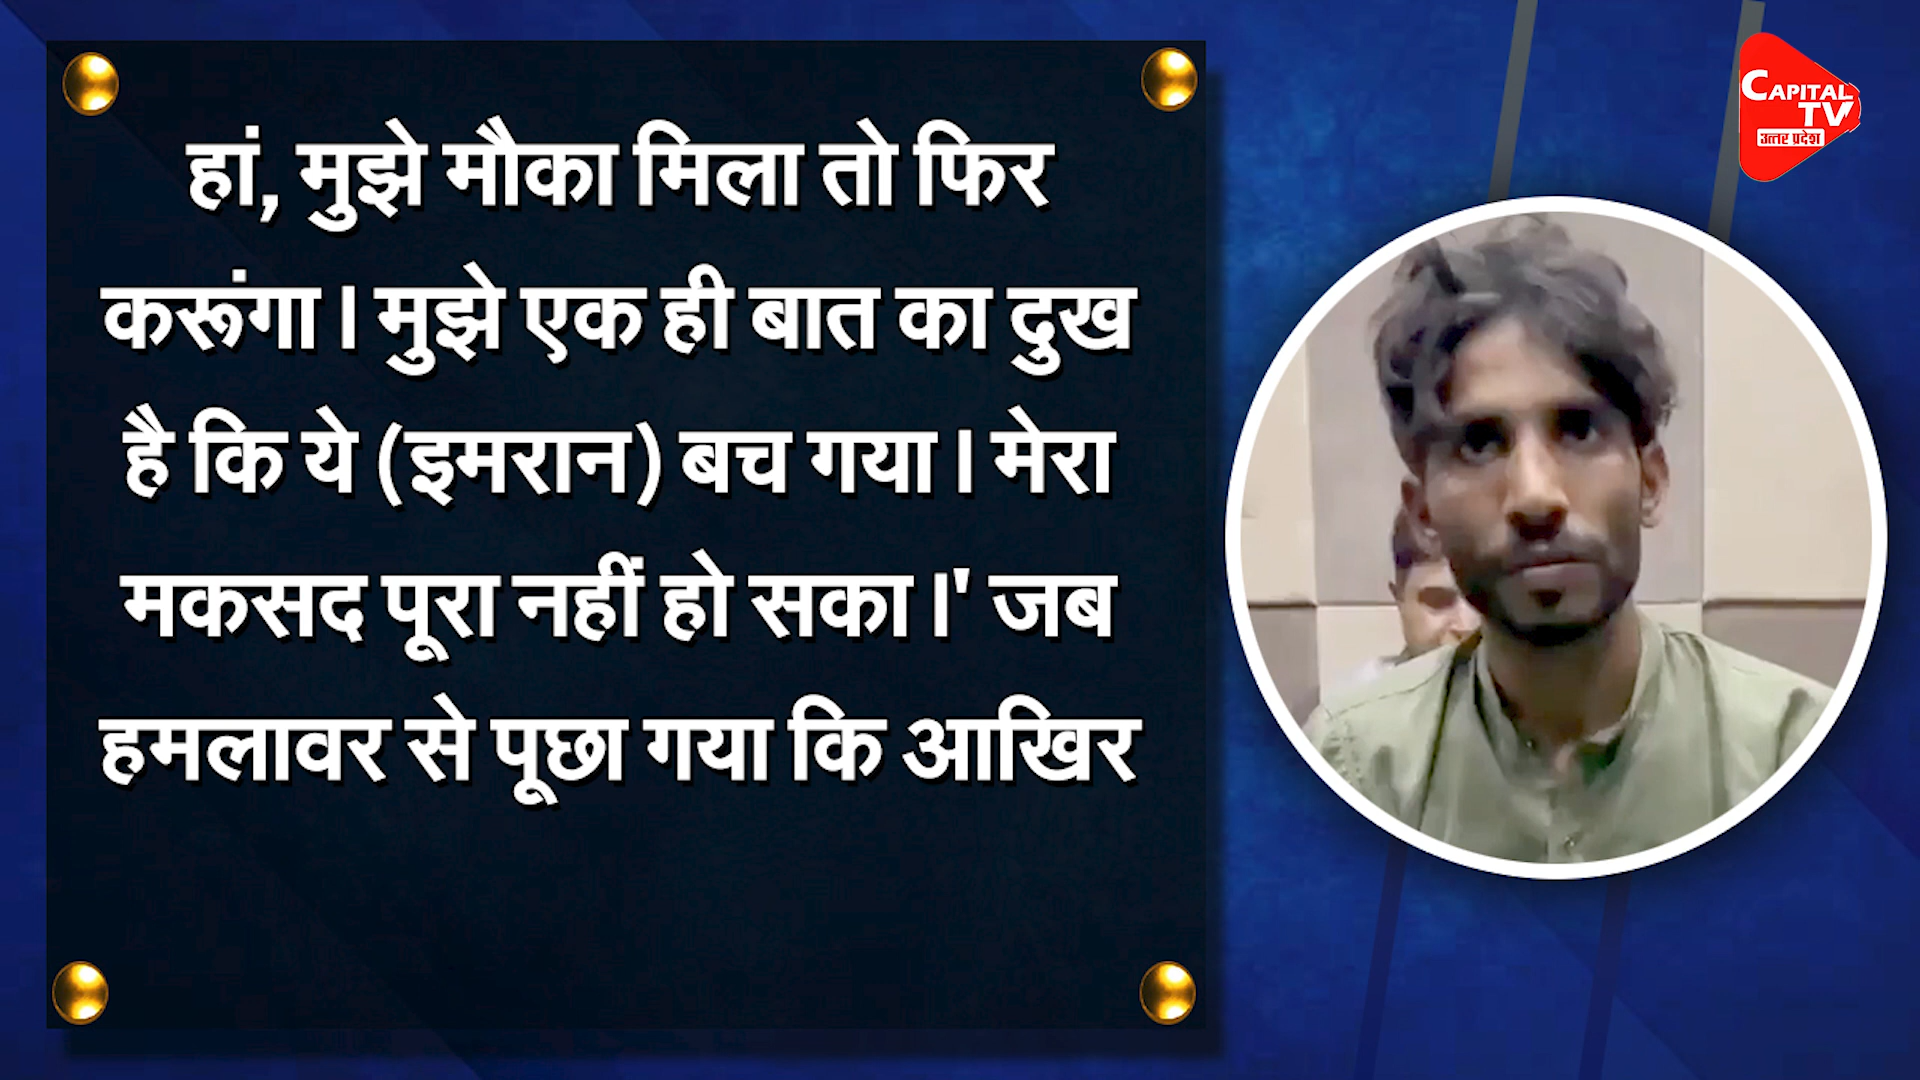 CAPITAL
TV
उत्तर प्रदेश
हां, मुझे मौका मिला तो फिर
करूंगा। मुझे एक ही बात का दुख
है कि ये (इमरान) बच गया। मेरा
मकसद पूरा नहीं हो सका।' जब
हमलावर से पूछा गया कि आखिर